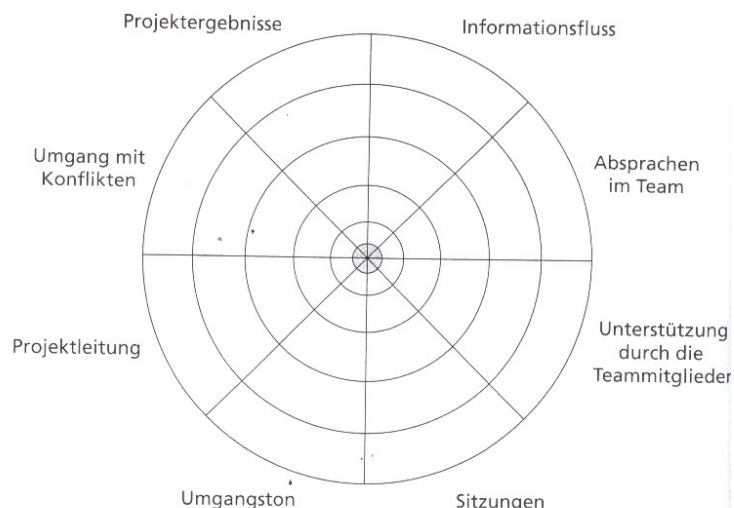 Projektergebnisse
Informationsfluss
Umgang mit
Konflikten
Absprachen
im Team
Projektleitung
Unterstützung
durch die
Teammitglieder
Umgangston
Sitzungen